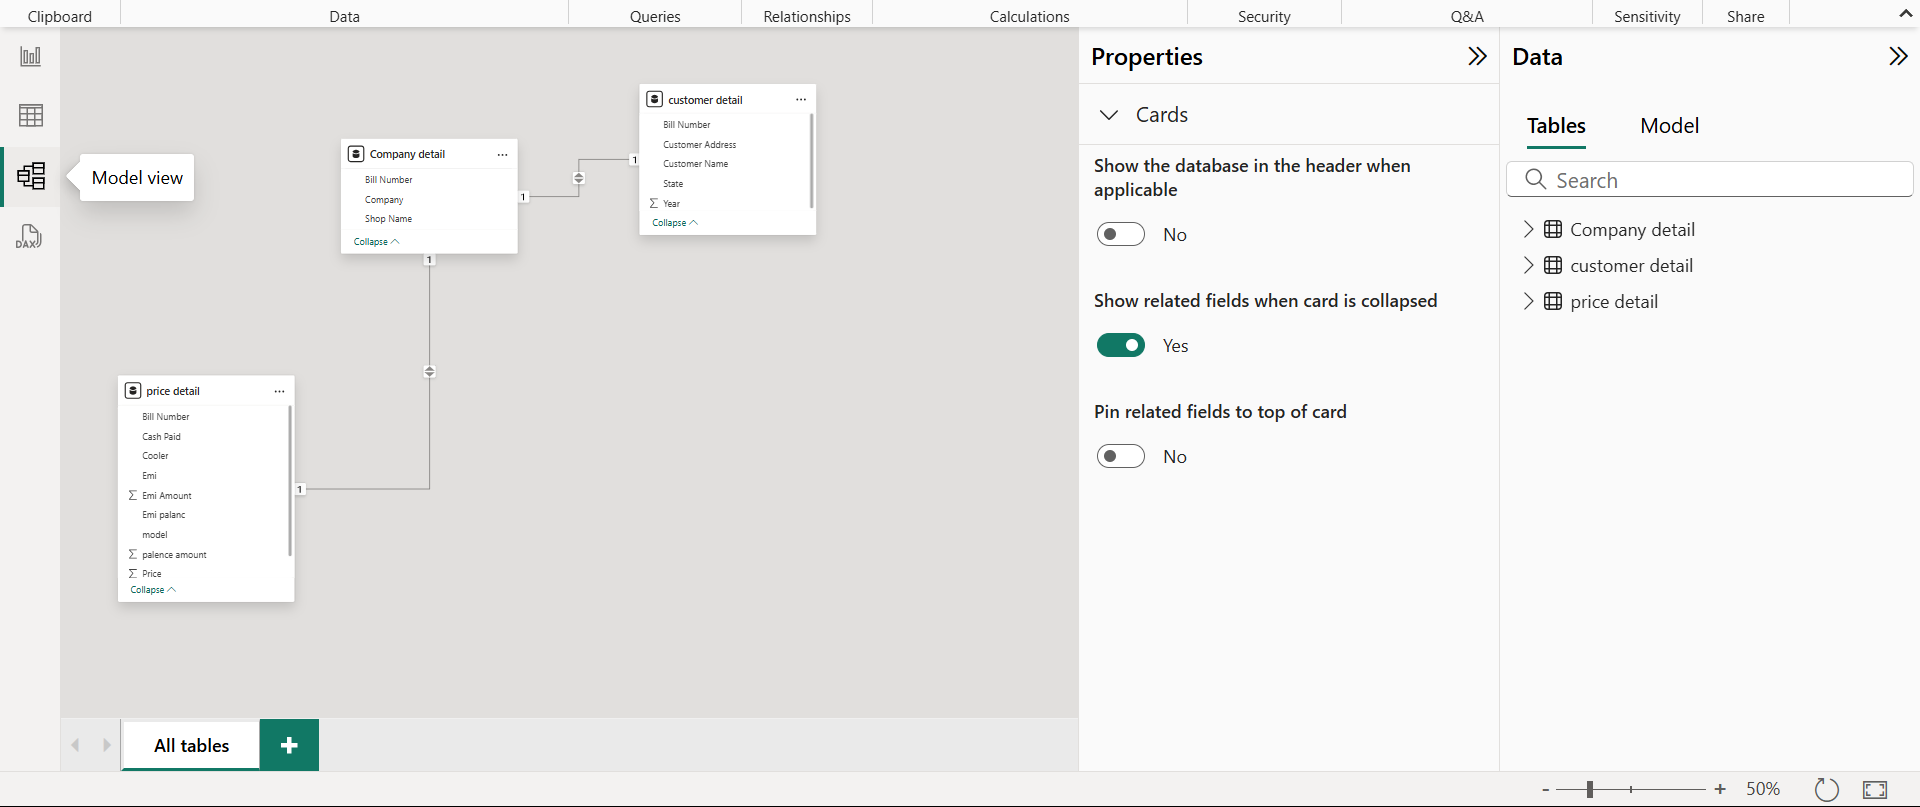 Clipboard
Data
Queries
Relationships
Calculations
Security
Q&A
Sensitivity
Share
Model view
DAX
Company detail
Bill Number
Company
Shop Name
Collapse
1
1
customer detail
Bill Number
Customer Address
Customer Name
State
Year
Collapse
1
price detail
Bill Number
Cash Paid
Cooler
Emi
Emi Amount
Emi palanc
model
palence amount
Price
Collapse
1
All tables
Properties
Cards
Show the database in the header when
applicable
No
Show related fields when card is collapsed
Yes
Pin related fields to top of card
No
Data
Tables
Model
Search
Company detail
customer detail
price detail
- + 50%